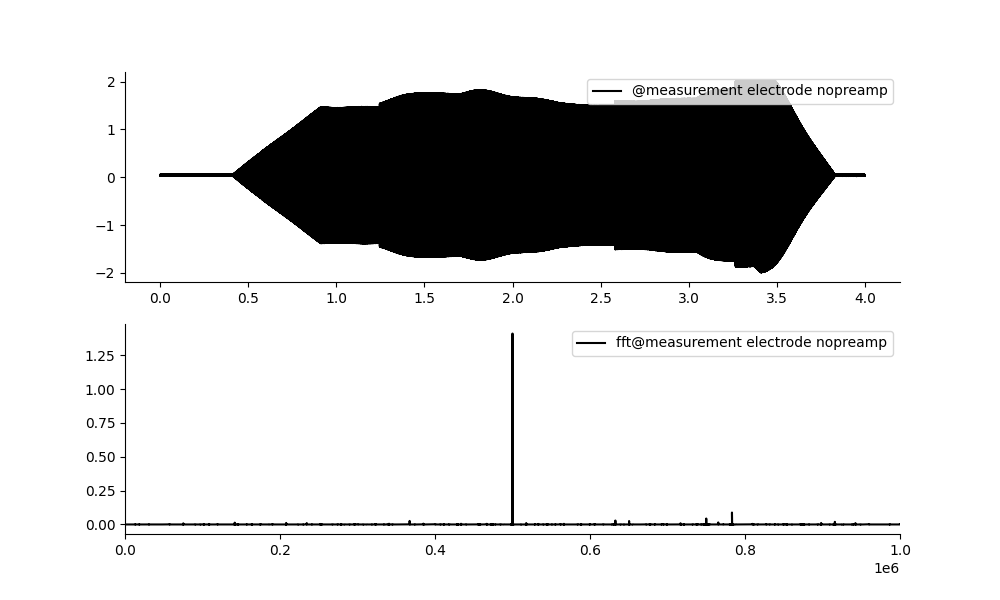 2
1
0
−1
−2
@measurement electrode nopreamp
0.0 0.5 1.0 1.5 2.0 2.5 3.0 3.5 4.0
1.25
1.00
0.75
0.50
0.25
0.00
fft@measurement electrode nopreamp
0.0 0.2 0.4 0.6 0.8 1.0
1e6